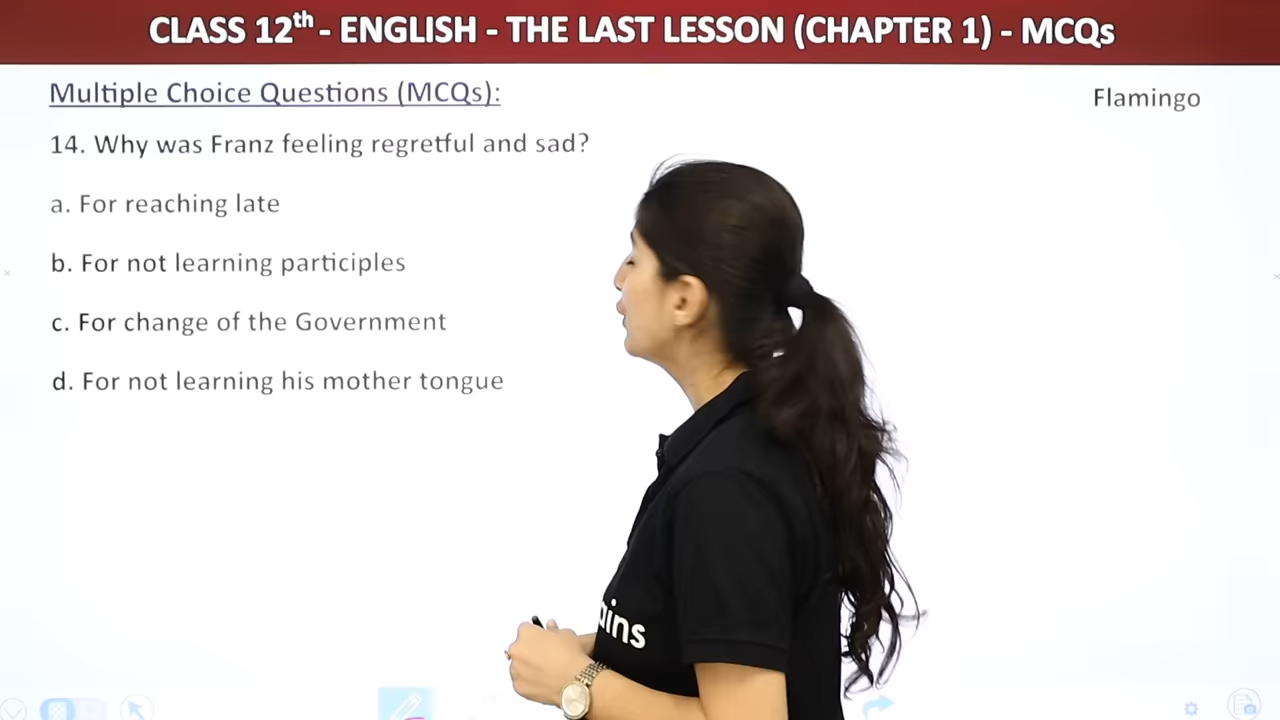 CLASS 12th - ENGLISH - THE LAST LESSON (CHAPTER 1) - MCQs
Multiple Choice Questions (MCQs):
Flamingo
14. Why was Franz feeling regretful and sad?
a. For reaching late
b. For not learning participles
c. For change of the Government
d. For not learning his mother tongue
ains